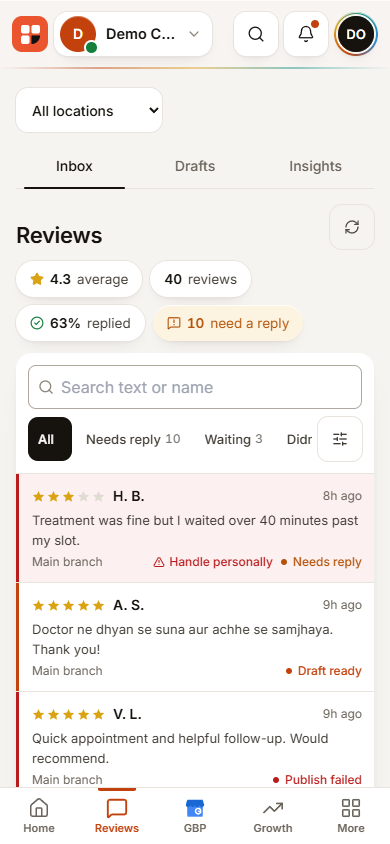 D Demo C... DO
All locations
Inbox Drafts Insights
Reviews
4.3 average 40 reviews
63% replied 10 need a reply
Search text or name
All Needs reply 10 Waiting 3 Didr
H. B. 8h ago
Treatment was fine but I waited over 40 minutes past
my slot.
Main branch Handle personally Needs reply
A. S. 9h ago
Doctor ne dhyan se suna aur achhe se samjhaya.
Thank you!
Main branch Draft ready
V. L. 9h ago
Quick appointment and helpful follow-up. Would
recommend.
Main branch Publish failed
Home Reviews GBP Growth More